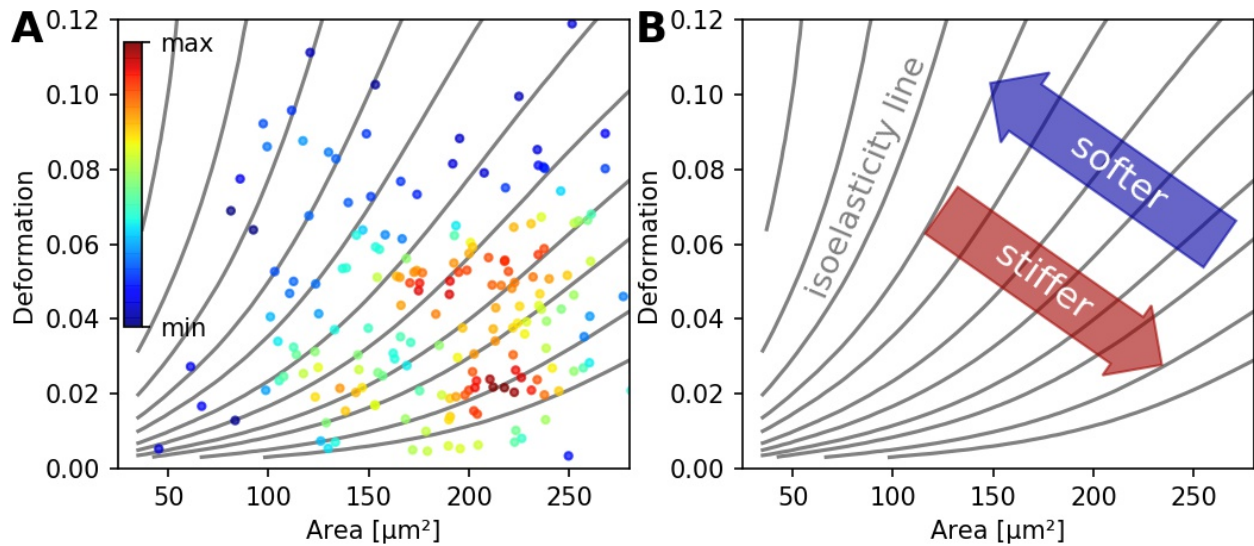 A
B
max
min
0.12
0.10
0.08
0.06
0.04
0.02
0.00
Deformation
50
100
150
200
250
Area [µm²]
0.12
0.10
0.08
0.06
0.04
0.02
0.00
Deformation
isoelasticity line
softer
stiffer
50
100
150
200
250
Area [µm²]